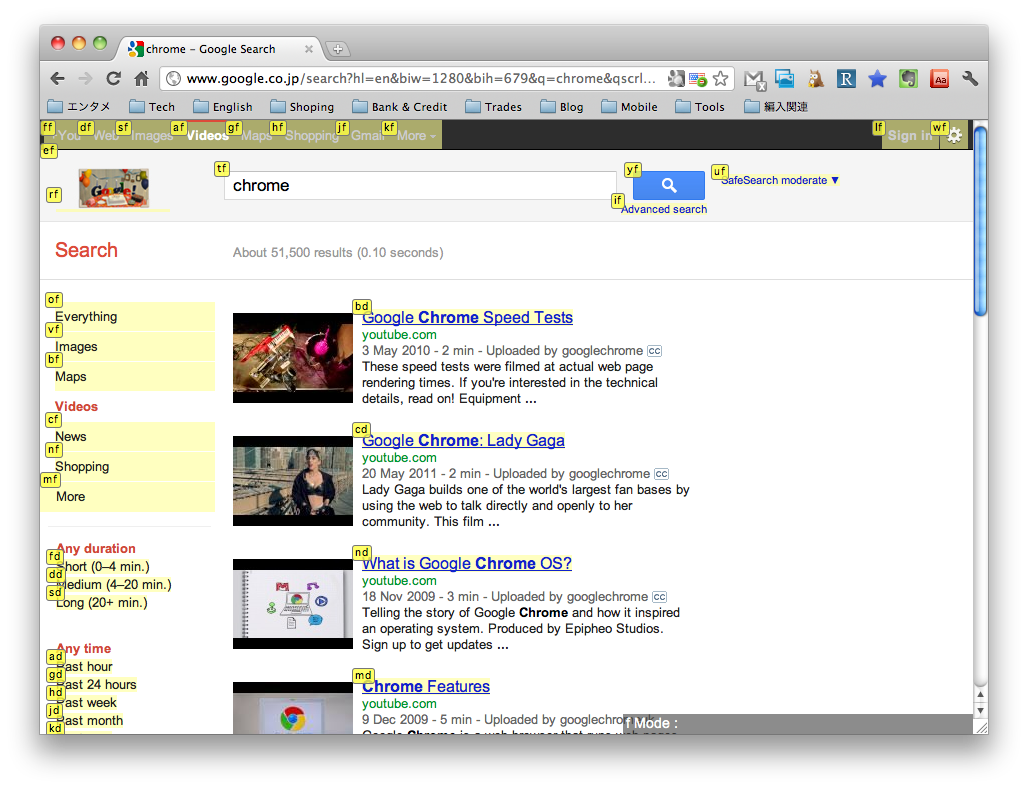 chrome – Google Search
www.google.co.jp/search?hl=en&biw=1280&bih=679&q=chrome&qscrl...
エンタメ Tech English Shoping Bank & Credit Trades Blog Mobile Tools 編入関連
ff df sf af gf hf jf kf lf wf
+You Web Images Videos Maps Shopping Gmail More Sign in
ef
rf tf yf uf
chrome
SafeSearch moderate ▼
if
Advanced search
Search
About 51,500 results (0.10 seconds)
of
Everything
vf
Images
bf
Maps
Videos
cf
News
nf
Shopping
mf
More
fd
Any duration
Short (0–4 min.)
dd
Medium (4–20 min.)
sd
Long (20+ min.)
Any time
ad
Past hour
gd
Past 24 hours
hd
Past week
jd
Past month
kd
bd
Google Chrome Speed Tests
youtube.com
3 May 2010 - 2 min - Uploaded by googlechrome CC
These speed tests were filmed at actual web page
rendering times. If you're interested in the technical
details, read on! Equipment ...
cd
Google Chrome: Lady Gaga
youtube.com
20 May 2011 - 2 min - Uploaded by googlechrome CC
Lady Gaga builds one of the world's largest fan bases by
using the web to talk directly and openly to her
community. This film ...
nd
What is Google Chrome OS?
youtube.com
18 Nov 2009 - 3 min - Uploaded by googlechrome CC
Telling the story of Google Chrome and how it inspired
an operating system. Produced by Epipheo Studios.
Sign up to get updates ...
md
Chrome Features
youtube.com
9 Dec 2009 - 5 min - Uploaded by googlechrome
Google Chrome is a web browser that runs web pages
f Mode :